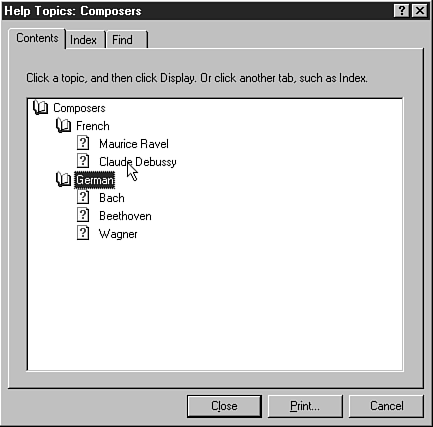 Help Topics: Composers
Contents Index Find
Click a topic, and then click Display. Or click another tab, such as Index.
Composers
French
Maurice Ravel
Claude Debussy
German
Bach
Beethoven
Wagner
Close Print... Cancel